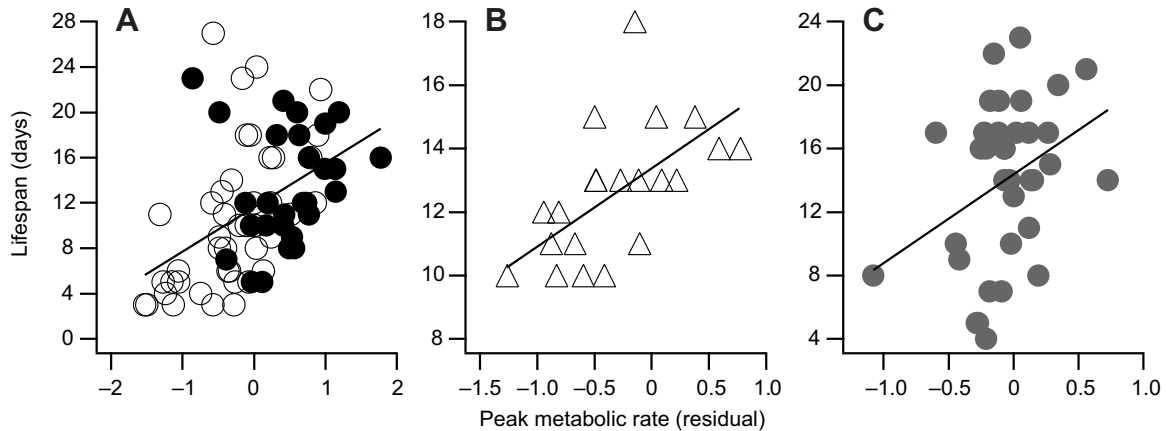 A
B
C
28
24
20
16
12
8
4
0
18
16
14
12
10
8
24
20
16
12
8
4
Lifespan (days)
–2 –1 0 1 2
–1.5 –1.0 –0.5 0 0.5 1.0
–1.0 –0.5 0 0.5 1.0
Peak metabolic rate (residual)